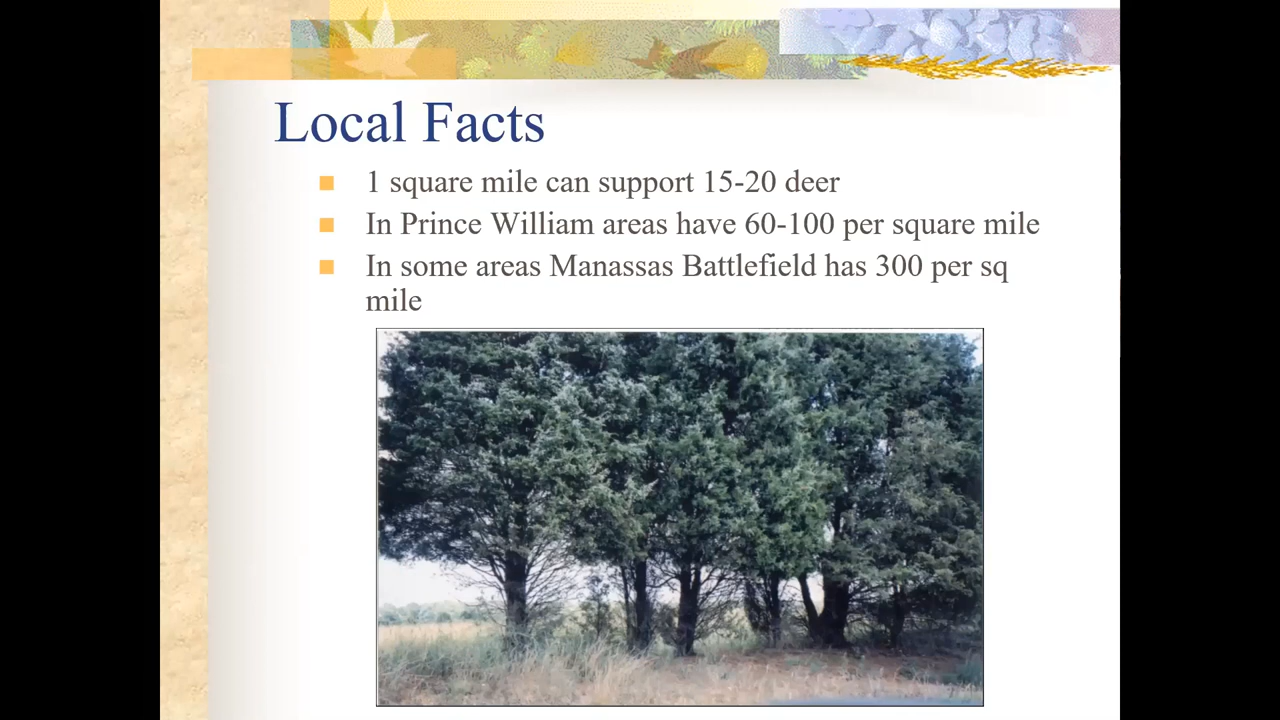 Local Facts
1 square mile can support 15-20 deer
In Prince William areas have 60-100 per square mile
In some areas Manassas Battlefield has 300 per sq
mile